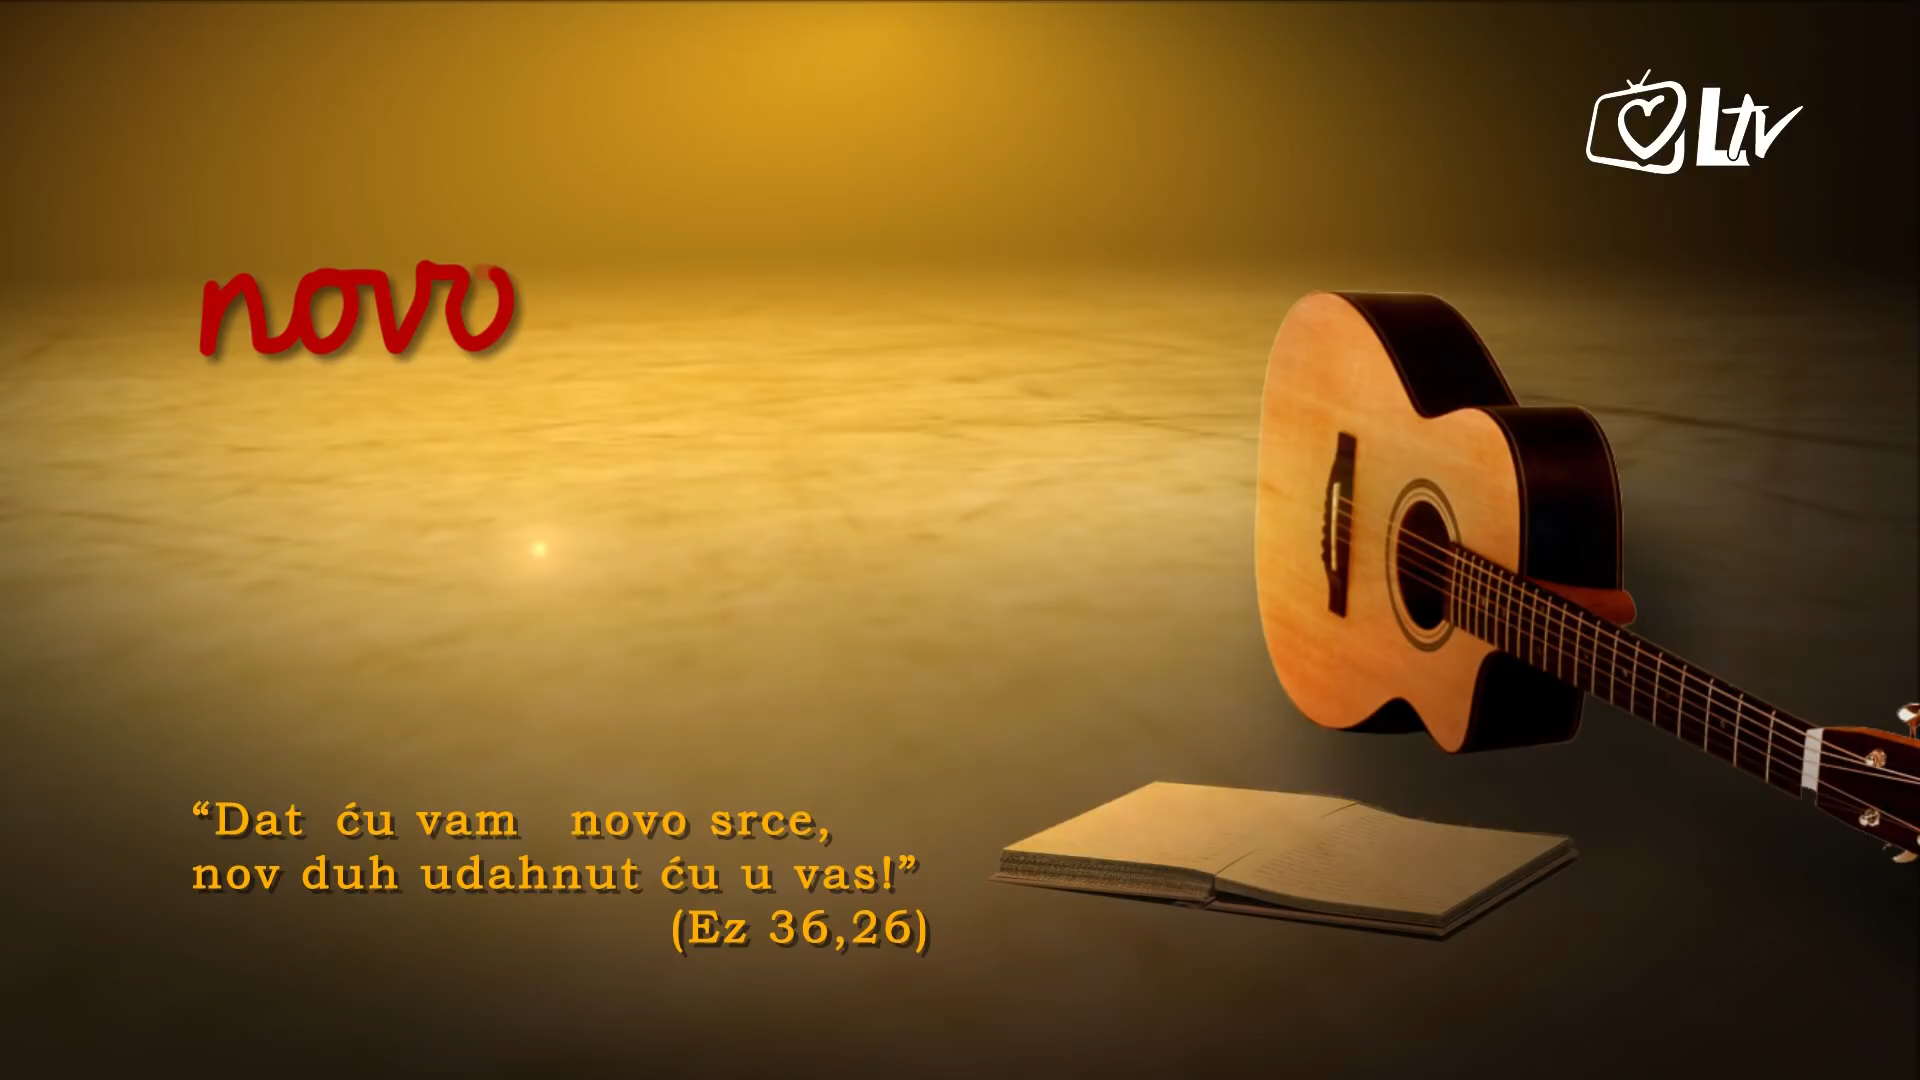 LTV
novo
“Dat ću vam novo srce,
nov duh udahnut ću u vas!”
(Ez 36,26)